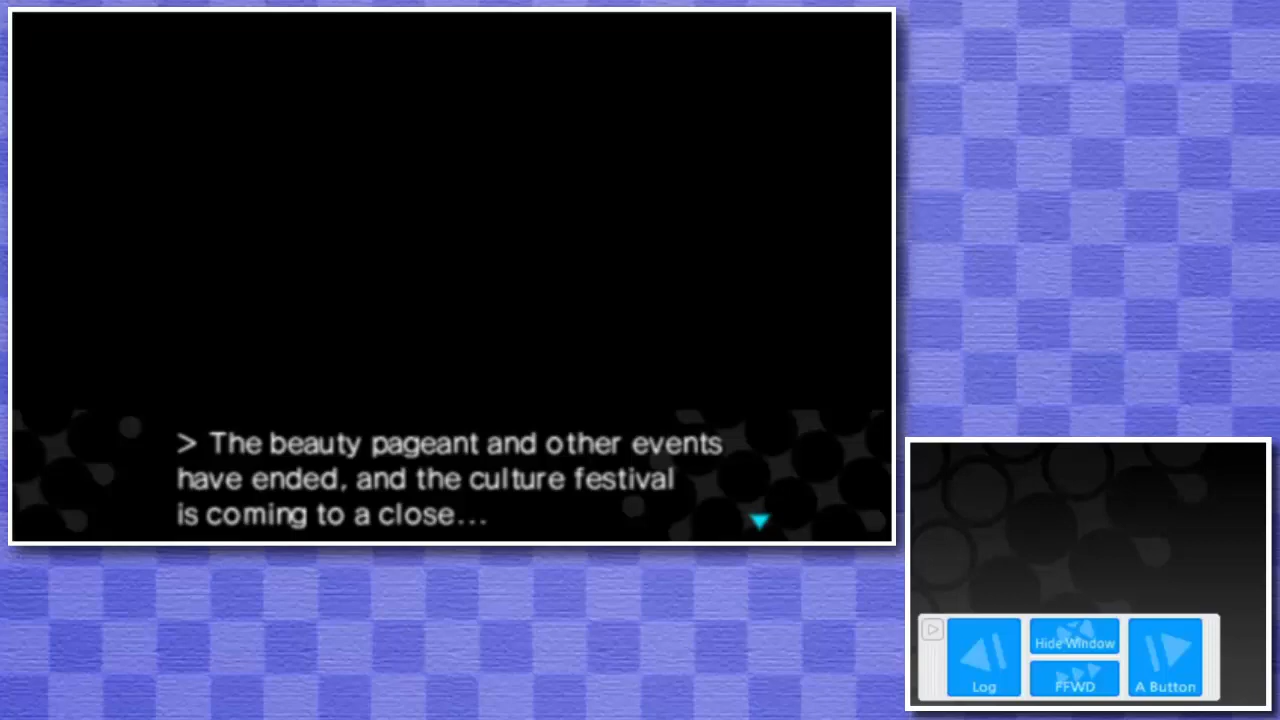 > The beauty pageant and other events
have ended, and the culture festival
is coming to a close...
Log
Hide Window
FFWD
A Button